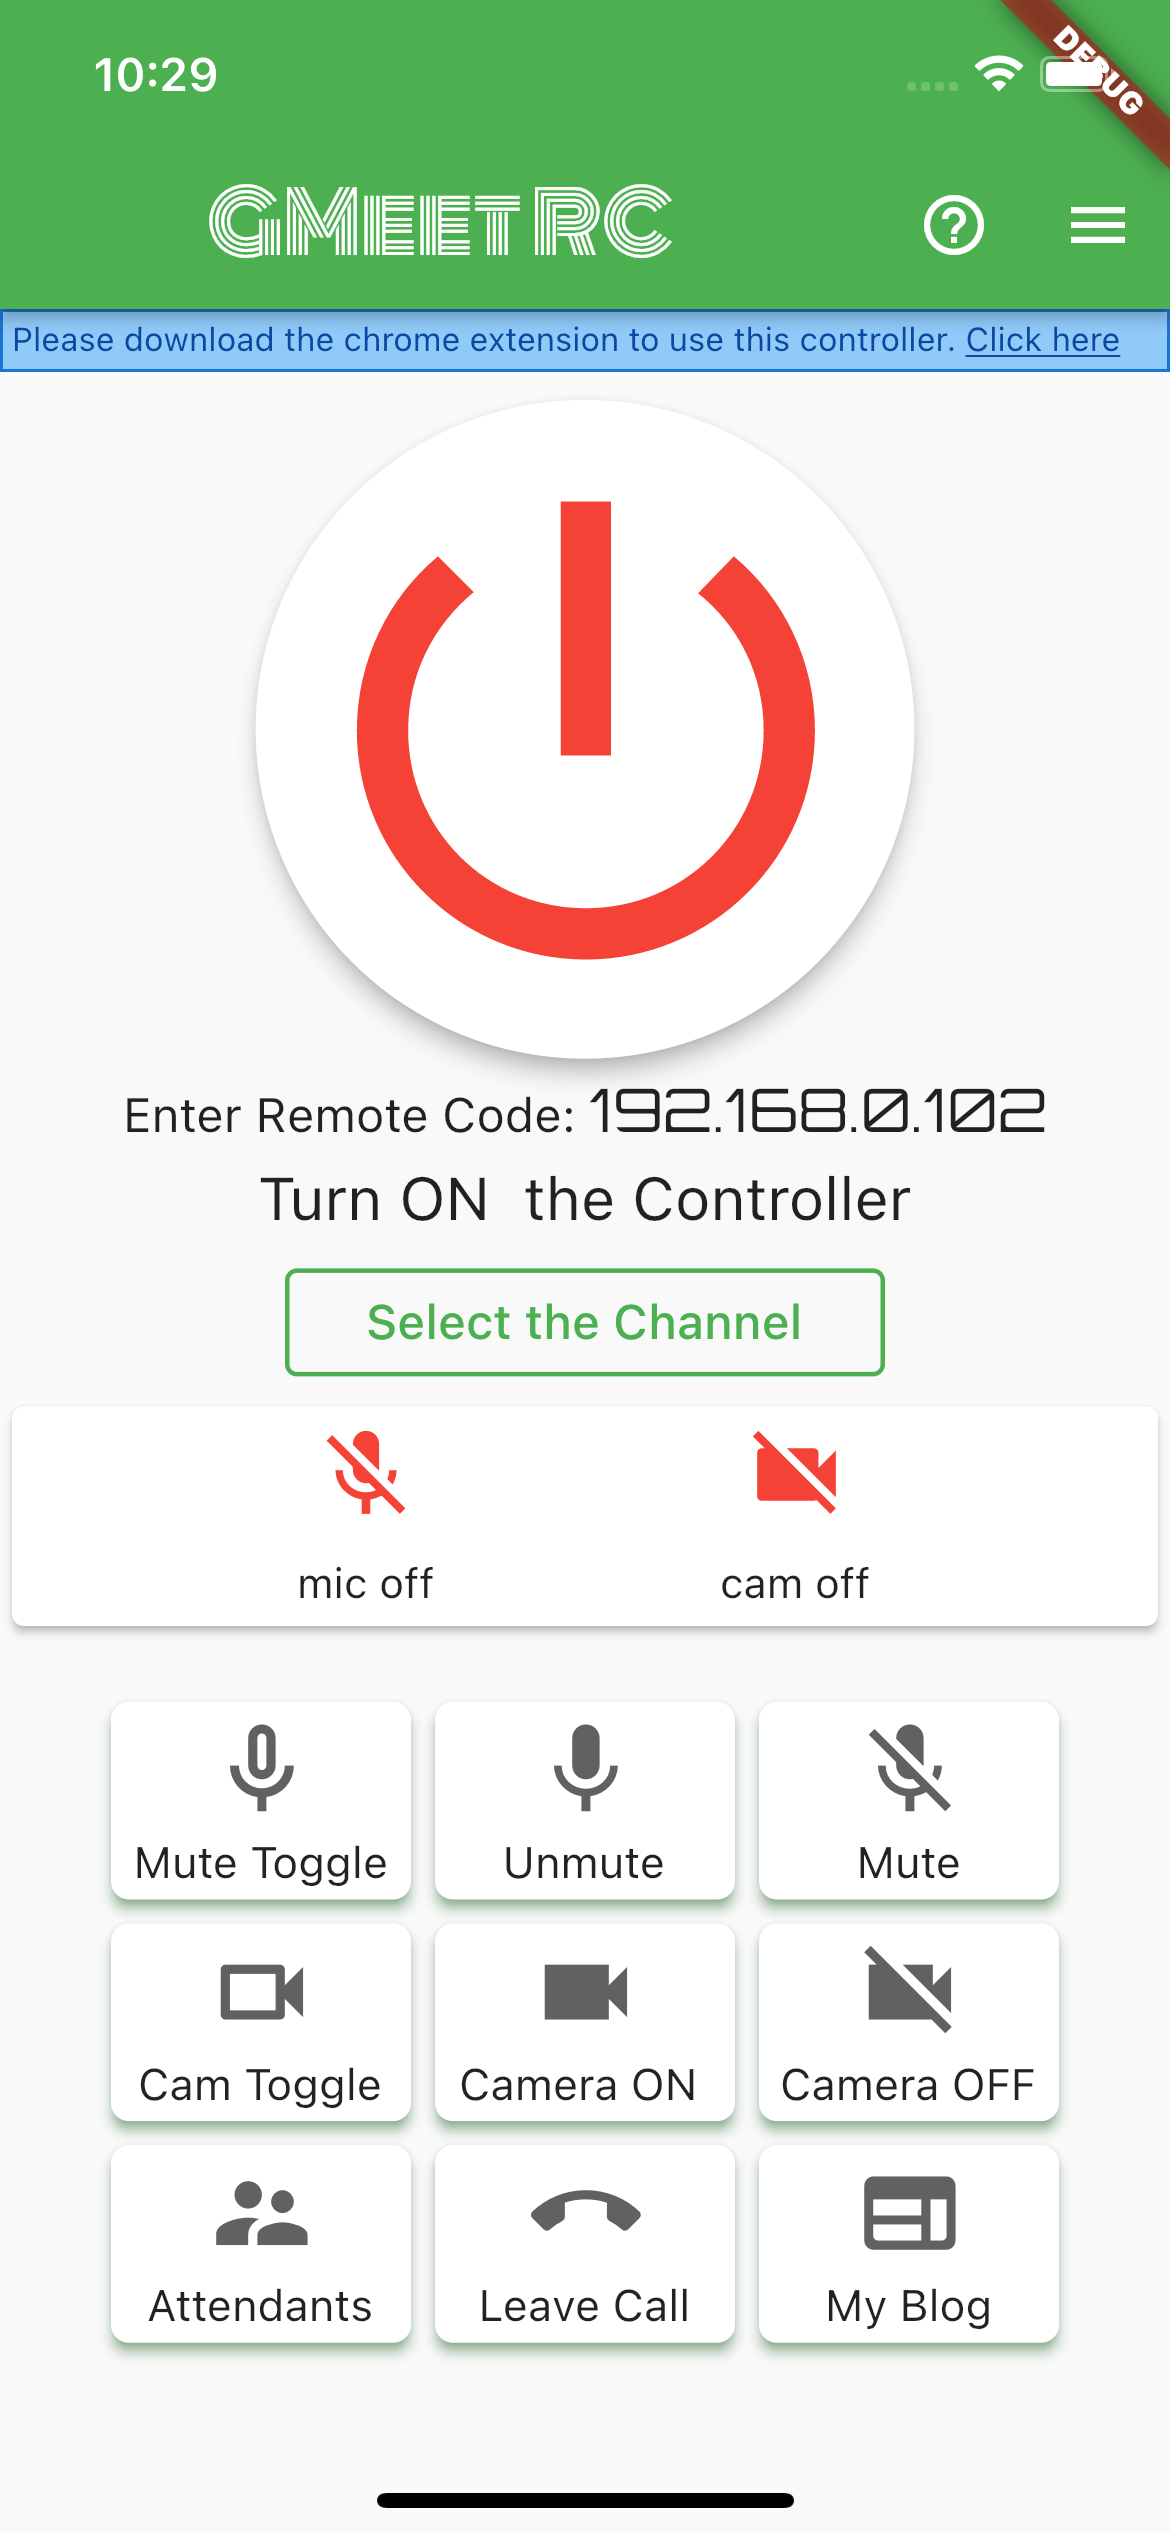 10:29
DEBUG
GMEET RC
Please download the chrome extension to use this controller. Click here
Enter Remote Code: 192.168.0.102
Turn ON the Controller
Select the Channel
mic off
cam off
Mute Toggle
Unmute
Mute
Cam Toggle
Camera ON
Camera OFF
Attendants
Leave Call
My Blog